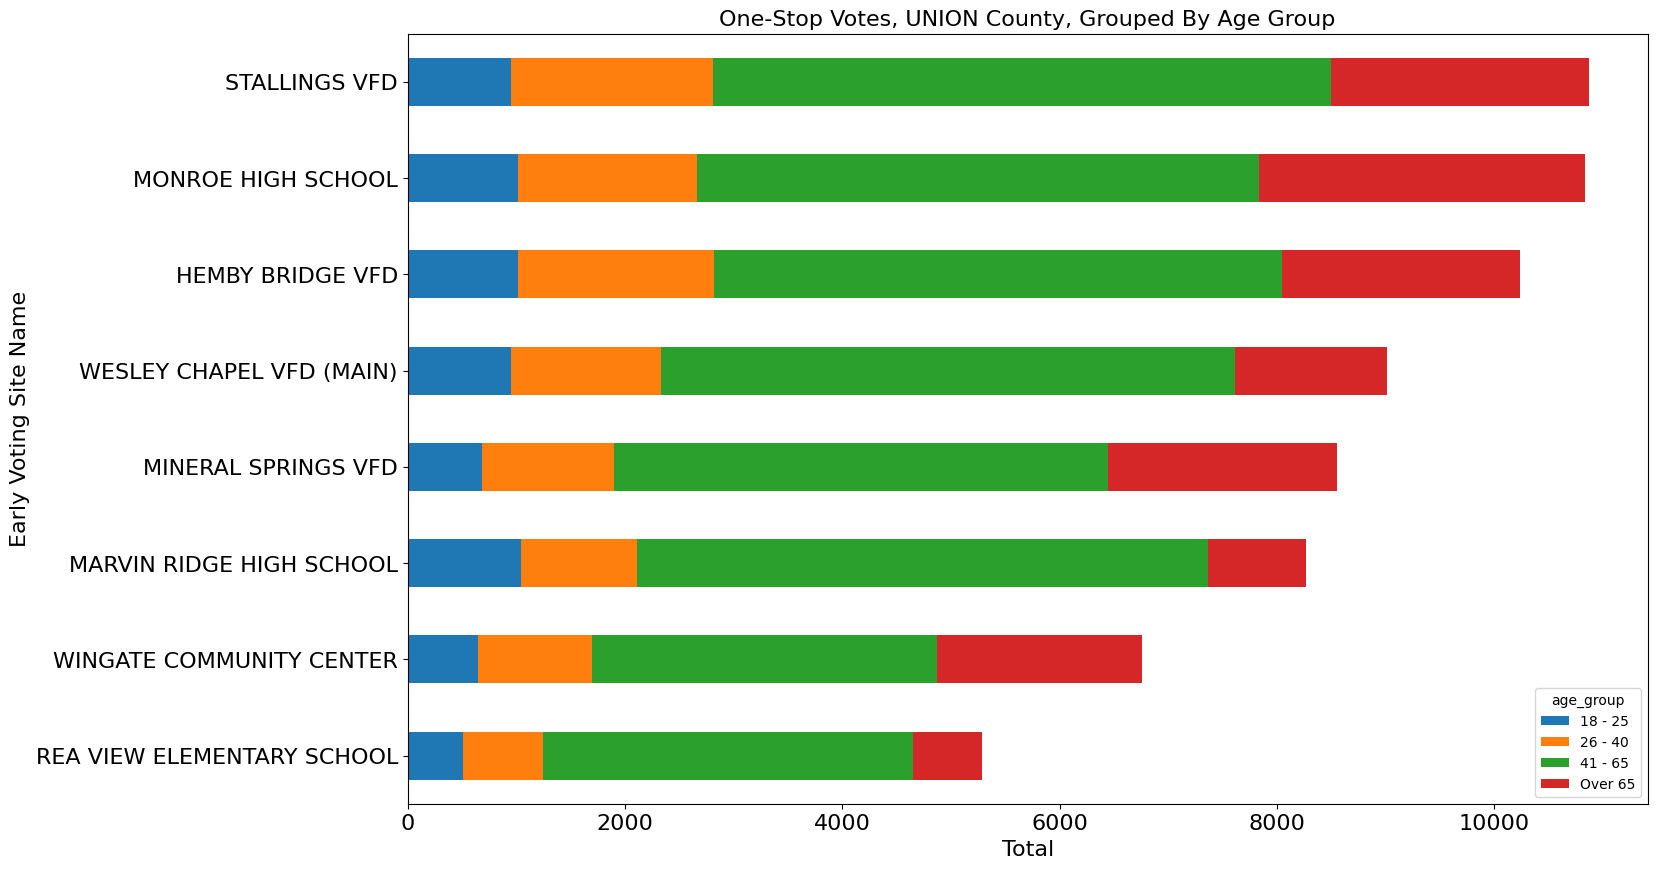 One-Stop Votes, UNION County, Grouped By Age Group
Early Voting Site Name
STALLINGS VFD
MONROE HIGH SCHOOL
HEMBY BRIDGE VFD
WESLEY CHAPEL VFD (MAIN)
MINERAL SPRINGS VFD
MARVIN RIDGE HIGH SCHOOL
WINGATE COMMUNITY CENTER
REA VIEW ELEMENTARY SCHOOL
age_group
18 - 25
26 - 40
41 - 65
Over 65
0 2000 4000 6000 8000 10000
Total